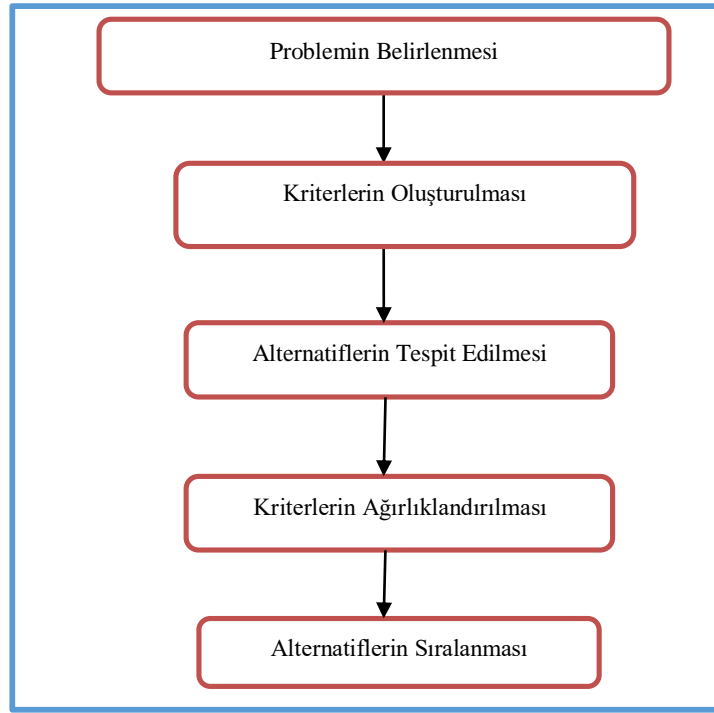 Problemin Belirlenmesi
Kriterlerin Oluşturulması
Alternatiflerin Tespit Edilmesi
Kriterlerin Ağırlıklandırılması
Alternatiflerin Sıralanması